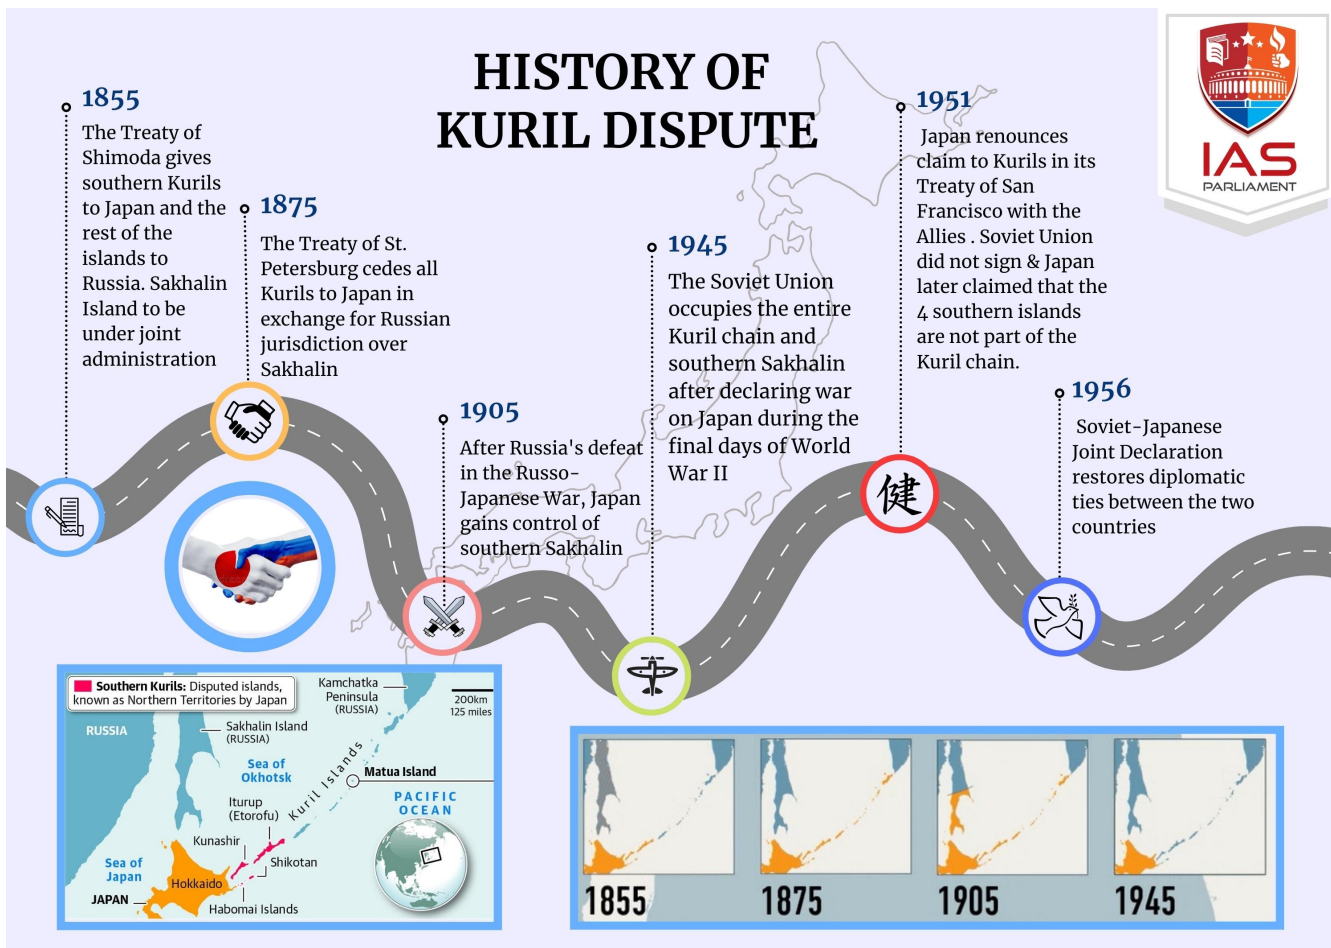 HISTORY OF
KURIL DISPUTE
IAS
PARLIAMENT
1855
The Treaty of
Shimoda gives
southern Kurils
to Japan and the
rest of the
islands to
Russia. Sakhalin
Island to be
under joint
administration
1875
The Treaty of St.
Petersburg cedes all
Kurils to Japan in
exchange for Russian
jurisdiction over
Sakhalin
1905
After Russia's defeat
in the Russo-
Japanese War, Japan
gains control of
southern Sakhalin
1945
The Soviet Union
occupies the entire
Kuril chain and
southern Sakhalin
after declaring war
on Japan during the
final days of World
War II
1951
Japan renounces
claim to Kurils in its
Treaty of San
Francisco with the
Allies . Soviet Union
did not sign & Japan
later claimed that the
4 southern islands
are not part of the
Kuril chain.
健
1956
Soviet-Japanese
Joint Declaration
restores diplomatic
ties between the two
countries
Southern Kurils: Disputed islands,
known as Northern Territories by Japan
Kamchatka
Peninsula
(RUSSIA)
200km
125 miles
RUSSIA
Sakhalin Island
(RUSSIA)
Sea of
Okhotsk
Kuril Islands
Matua Island
PACIFIC
OCEAN
Iturup
(Etorofu)
Kunashir
Shikotan
Sea of
Japan
Hokkaido
JAPAN
Habomai Islands
1855
1875
1905
1945